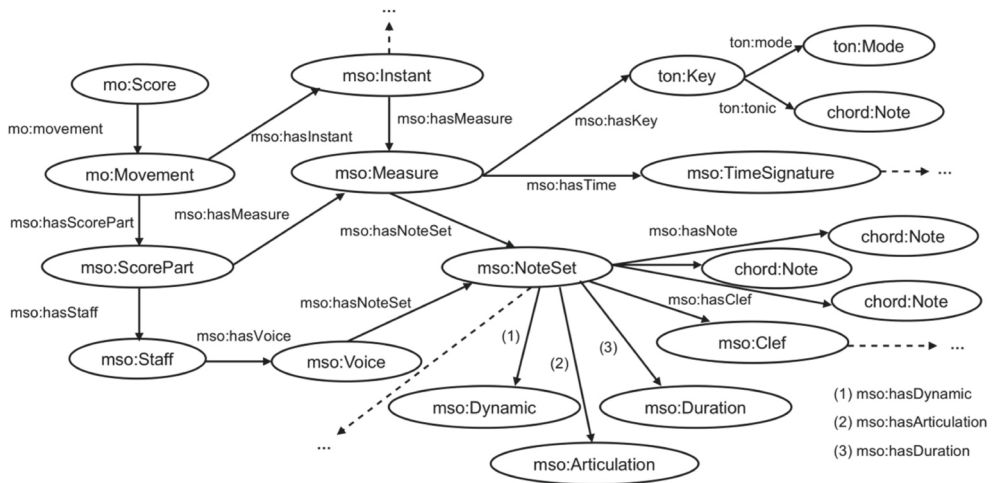 ...
mo:Score
mso:Instant
ton:Key
ton:mode
ton:Mode
ton:tonic
chord:Note
mo:movement
mso:hasInstant
mso:hasMeasure
mso:hasKey
mo:Movement
mso:Measure
mso:hasTime
mso:TimeSignature
...
mso:hasScorePart
mso:hasMeasure
mso:hasNoteSet
mso:hasNote
chord:Note
mso:ScorePart
mso:NoteSet
chord:Note
chord:Note
mso:hasStaff
mso:hasVoice
mso:hasNoteSet
mso:hasClef
mso:Staff
mso:Voice
(1)
(2)
(3)
mso:Clef
...
mso:Dynamic
mso:Duration
...
mso:Articulation
(1) mso:hasDynamic
(2) mso:hasArticulation
(3) mso:hasDuration